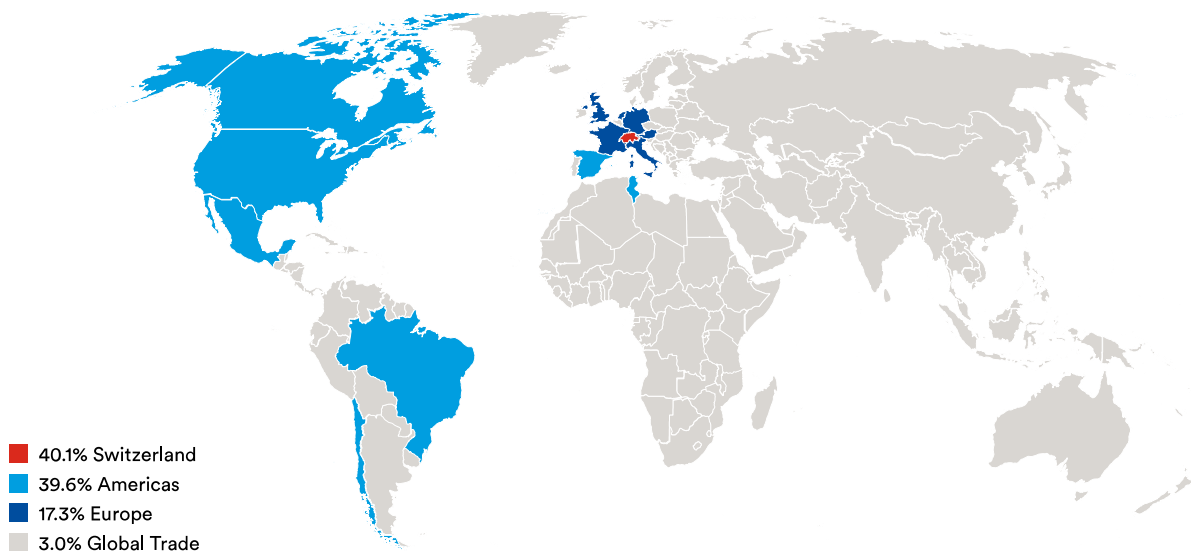 40.1% Switzerland
39.6% Americas
17.3% Europe
3.0% Global Trade